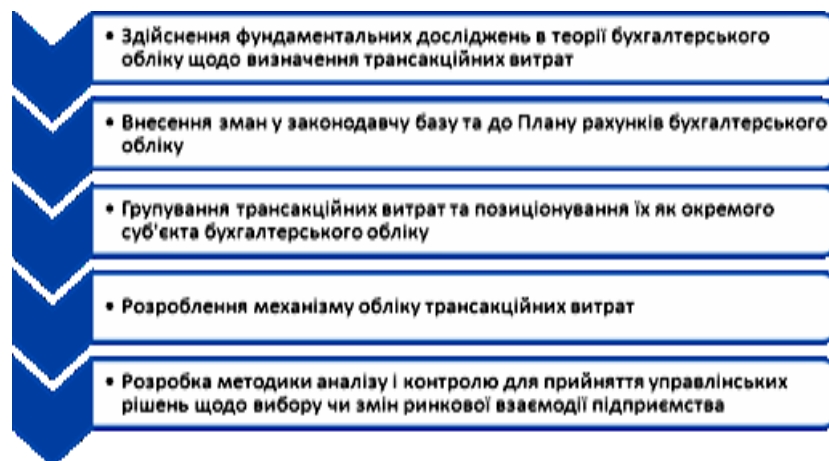 • Здійснення фундаментальних досліджень в теорії бухгалтерського
обліку щодо визначення трансакційних витрат
• Внесення зман у законодавчу базу та до Плану рахунків бухгалтерського
обліку
• Групування трансакційних витрат та позиціонування їх як окремого
суб'єкта бухгалтерського обліку
• Розроблення механізму обліку трансакційних витрат
• Розробка методики аналізу і контролю для прийняття управлінських
рішень щодо вибору чи змін ринкової взаємодії підприємства